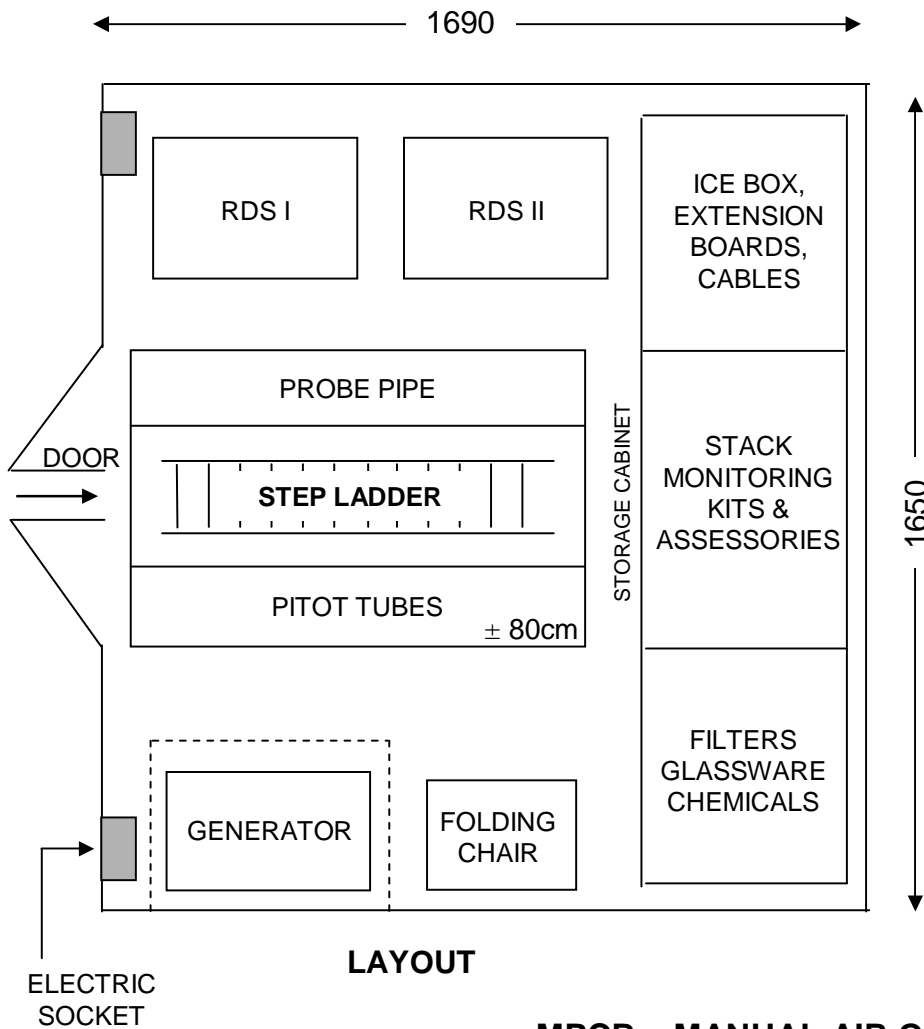 1690
RDS I
RDS II
ICE BOX,
EXTENSION
BOARDS,
CABLES
PROBE PIPE
DOOR
STEP LADDER
STORAGE CABINET
STACK
MONITORING
KITS &
ASSESSORIES
1650
PITOT TUBES
± 80cm
FILTERS
GLASSWARE
CHEMICALS
GENERATOR
FOLDING
CHAIR
LAYOUT
ELECTRIC
SOCKET